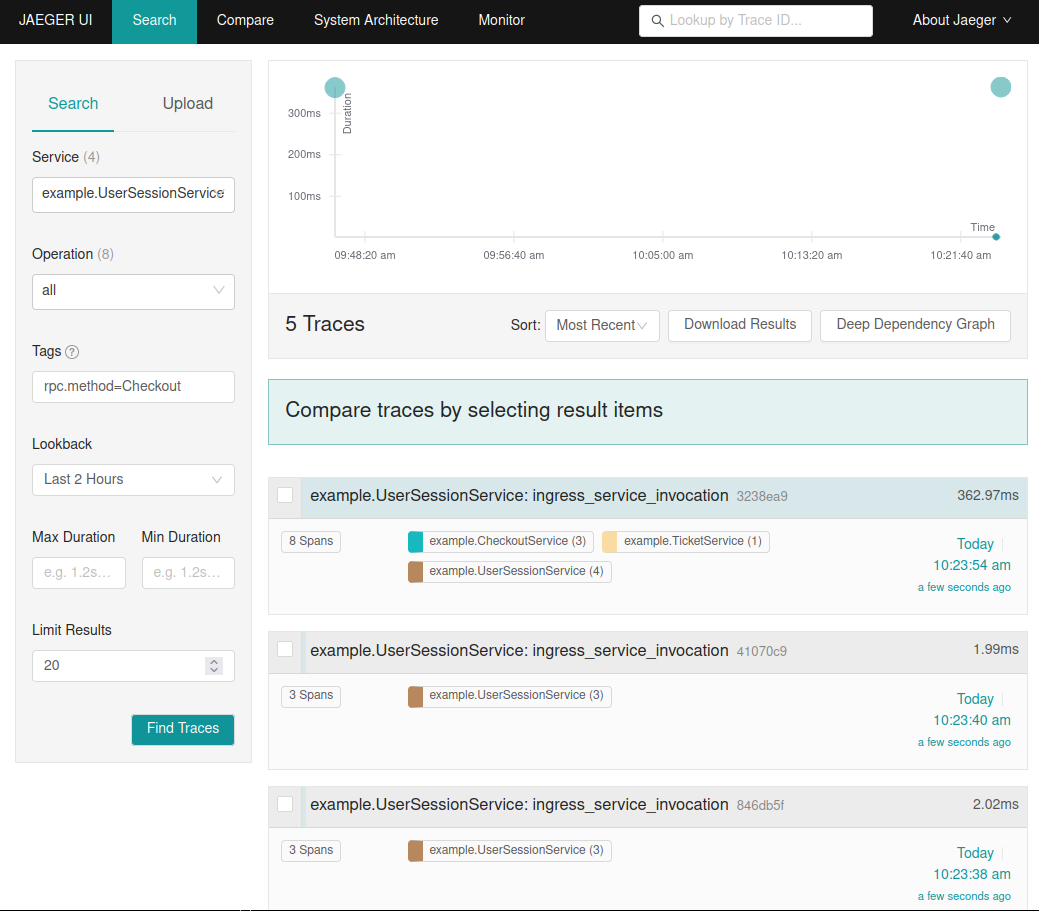 JAEGER UI Search Compare System Architecture Monitor Lookup by Trace ID... About Jaeger
Search Upload
Service (4)
example.UserSessionService
Operation (8)
all
Tags
rpc.method=Checkout
Lookback
Last 2 Hours
Max Duration Min Duration
e.g. 1.2s... e.g. 1.2s...
Limit Results
20
Find Traces
Duration
300ms
200ms
100ms
Time
09:48:20 am 09:56:40 am 10:05:00 am 10:13:20 am 10:21:40 am
5 Traces Sort: Most Recent Download Results Deep Dependency Graph
Compare traces by selecting result items
example.UserSessionService: ingress_service_invocation 3238ea9 362.97ms
8 Spans example.CheckoutService (3) example.TicketService (1) Today
example.UserSessionService (4) 10:23:54 am
a few seconds ago
example.UserSessionService: ingress_service_invocation 41070c9 1.99ms
3 Spans example.UserSessionService (3) Today
10:23:40 am
a few seconds ago
example.UserSessionService: ingress_service_invocation 846db5f 2.02ms
3 Spans example.UserSessionService (3) Today
10:23:38 am
a few seconds ago